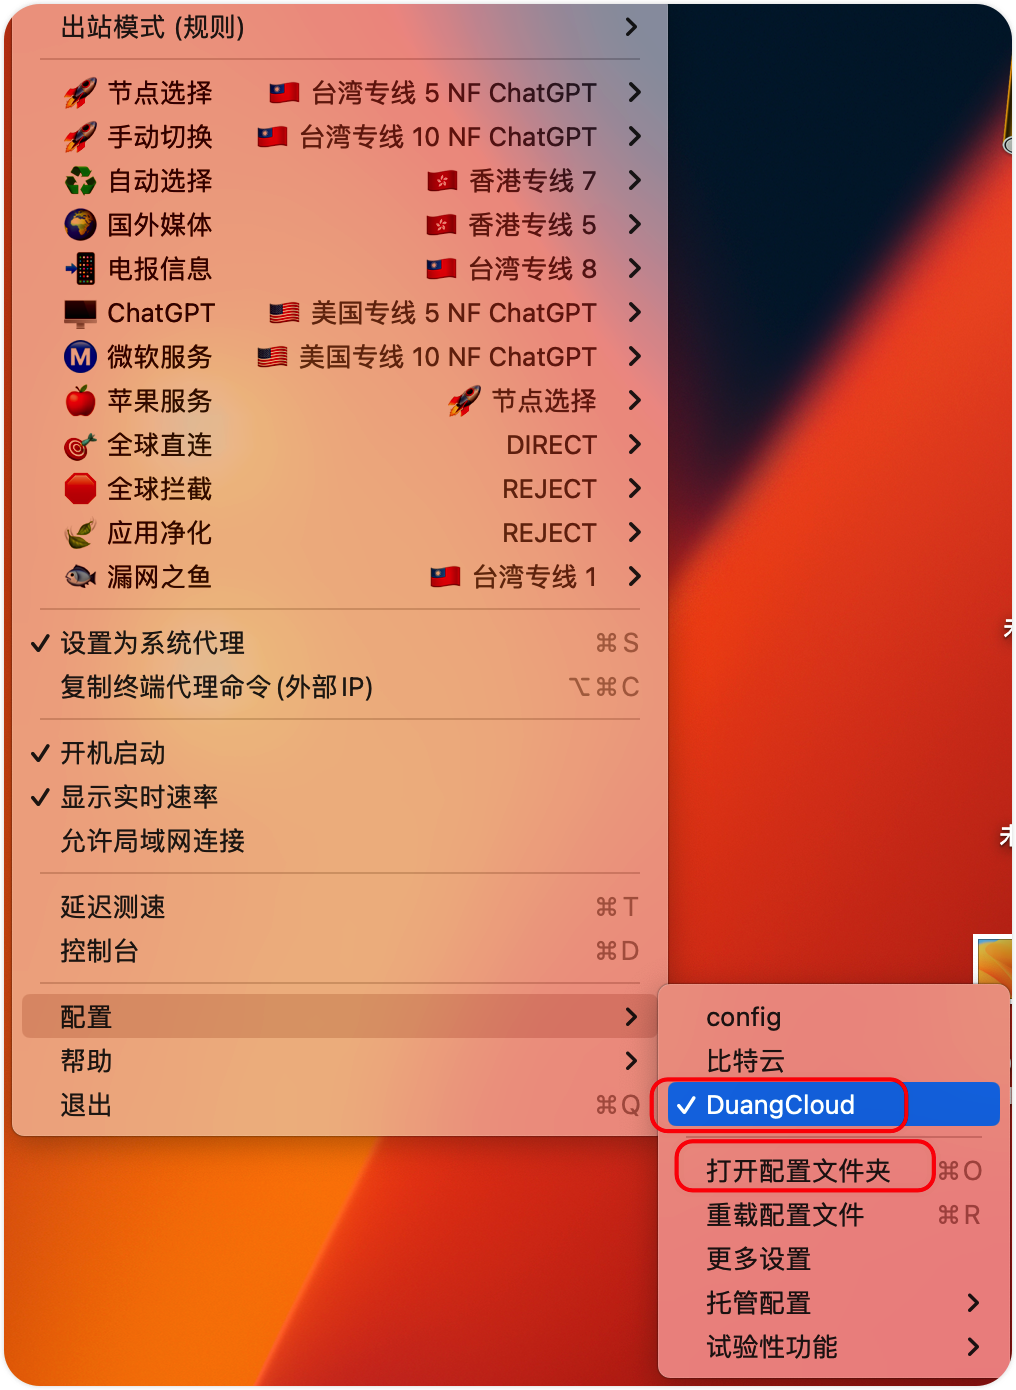 出站模式 (规则)
节点选择 台湾专线 5 NF ChatGPT
手动切换 台湾专线 10 NF ChatGPT
自动选择 香港专线 7
国外媒体 香港专线 5
电报信息 台湾专线 8
ChatGPT 美国专线 5 NF ChatGPT
M 微软服务 美国专线 10 NF ChatGPT
苹果服务 节点选择
全球直连 DIRECT
全球拦截 REJECT
应用净化 REJECT
漏网之鱼 台湾专线 1
设置为系统代理 ⌘S
复制终端代理命令 (外部 IP) ⌥⌘C
开机启动
显示实时速率
允许局域网连接
延迟测速 ⌘T
控制台 ⌘D
配置
帮助
退出 ⌘Q
config
比特云
DuangCloud
打开配置文件夹 ⌘O
重载配置文件 ⌘R
更多设置
托管配置
试验性功能